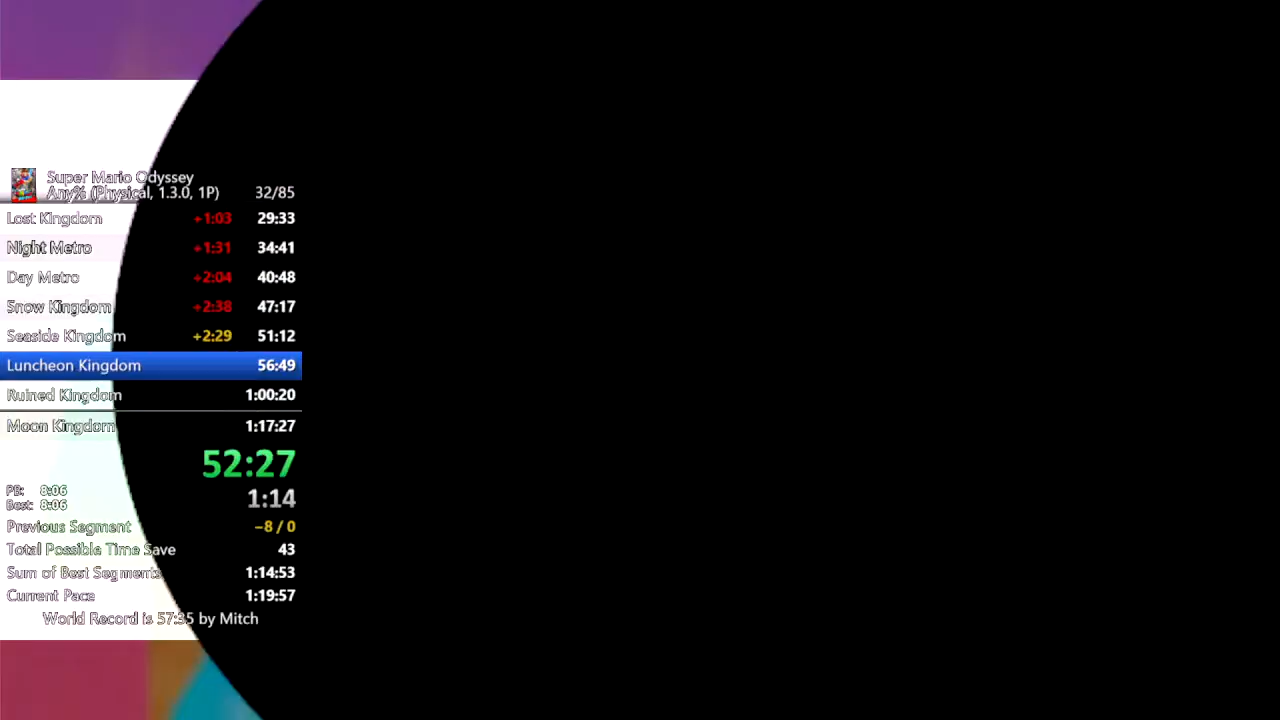 Super Mario Odyssey
Any% (Physical, 1.3.0, 1P) 32/85
Lost Kingdom +1:03 29:33
Night Metro +1:31 34:41
Day Metro +2:04 40:48
Snow Kingdom +2:38 47:17
Seaside Kingdom +2:29 51:12
Luncheon Kingdom 56:49
Ruined Kingdom 1:00:20
Moon Kingdom 1:17:27
52:27
PB: 8:06 1:14
Best: 8:06
Previous Segment −8 / 0
Total Possible Time Save 43
Sum of Best Segments 1:14:53
Current Pace 1:19:57
World Record is 57:35 by Mitch